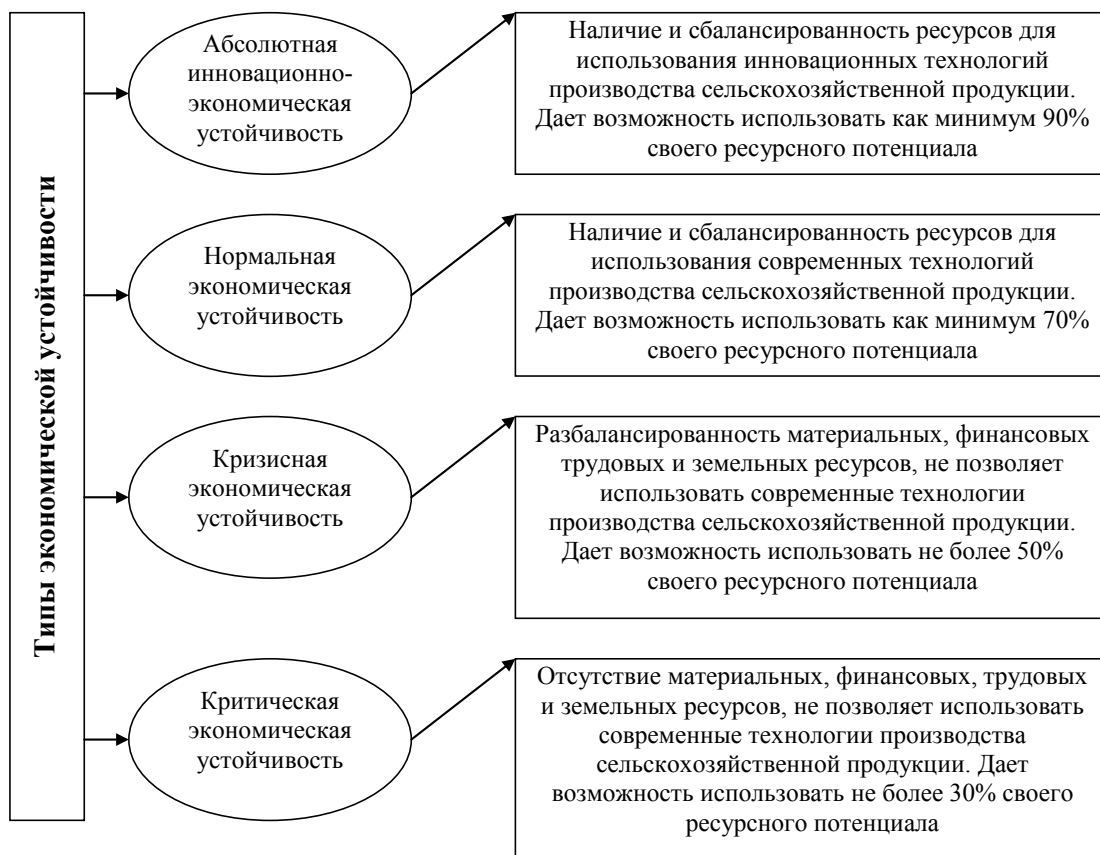 Типы экономической устойчивости
Абсолютная
инновационно-
экономическая
устойчивость
Наличие и сбалансированность ресурсов для
использования инновационных технологий
производства сельскохозяйственной продукции.
Дает возможность использовать как минимум 90%
своего ресурсного потенциала
Нормальная
экономическая
устойчивость
Наличие и сбалансированность ресурсов для
использования современных технологий
производства сельскохозяйственной продукции.
Дает возможность использовать как минимум 70%
своего ресурсного потенциала
Кризисная
экономическая
устойчивость
Разбалансированность материальных, финансовых
трудовых и земельных ресурсов, не позволяет
использовать современные технологии
производства сельскохозяйственной продукции.
Дает возможность использовать не более 50%
своего ресурсного потенциала
Критическая
экономическая
устойчивость
Отсутствие материальных, финансовых, трудовых
и земельных ресурсов, не позволяет использовать
современные технологии производства
сельскохозяйственной продукции. Дает
возможность использовать не более 30% своего
ресурсного потенциала